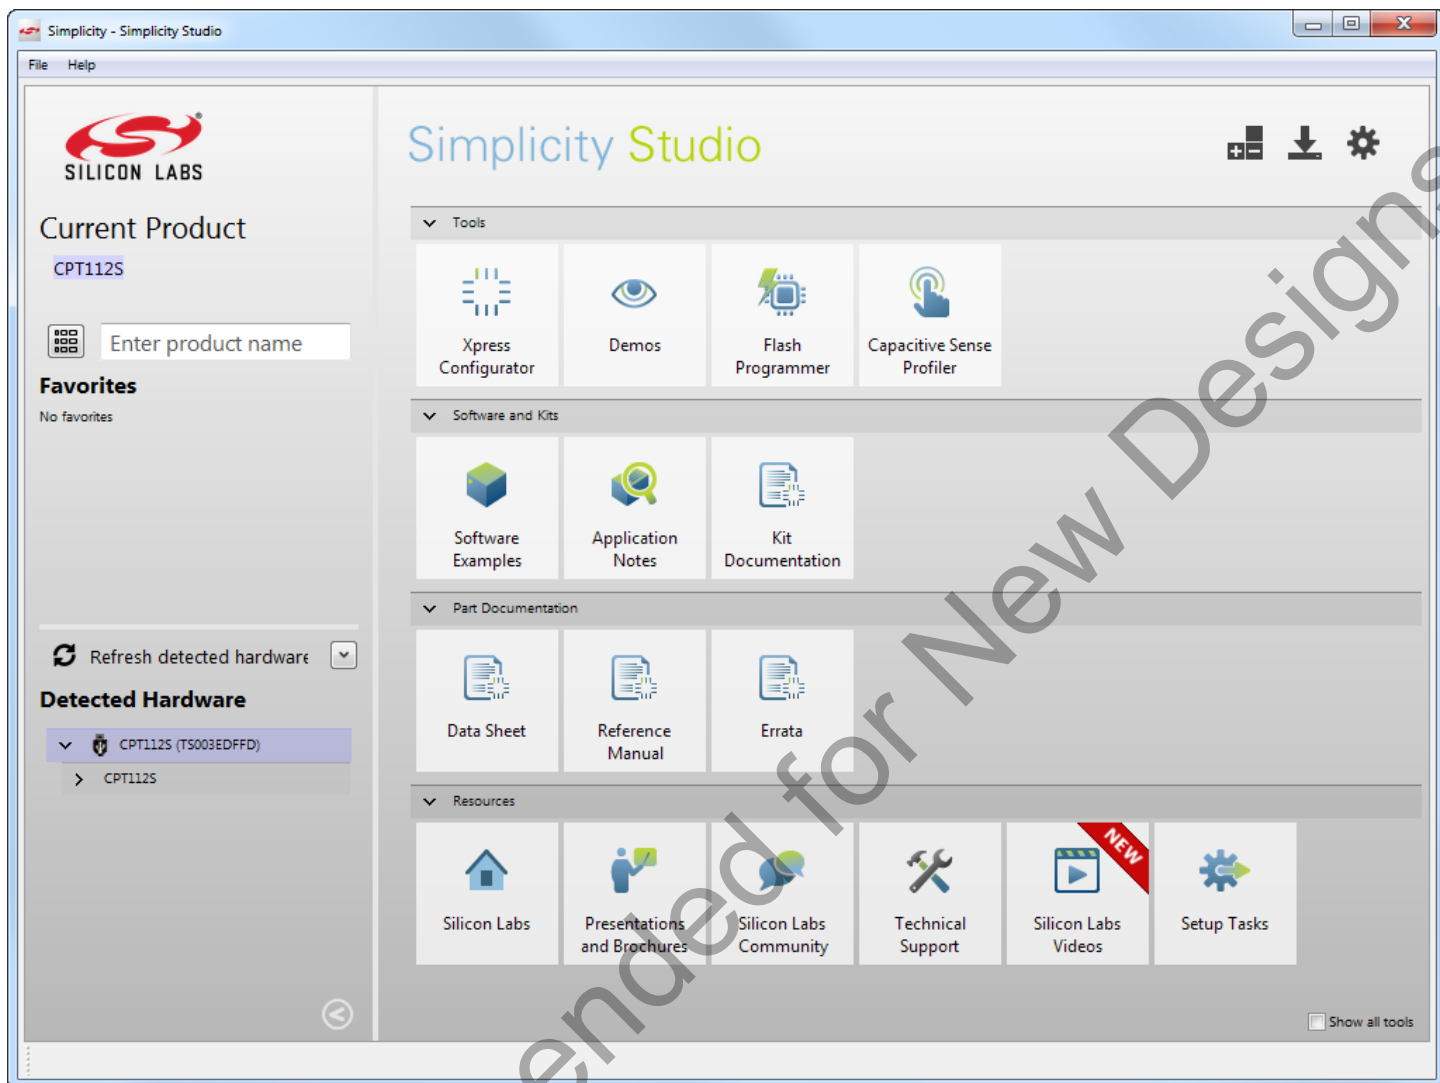 Simplicity - Simplicity Studio
File Help
SILICON LABS
Simplicity Studio
Current Product
CPT112S
Enter product name
Favorites
No favorites
Refresh detected hardware
Detected Hardware
CPT112S (TS003EDFFD)
CPT112S
Tools
Xpress
Configurator
Demos
Flash
Programmer
Capacitive Sense
Profiler
Software and Kits
Software
Examples
Application
Notes
Kit
Documentation
Part Documentation
Data Sheet
Reference
Manual
Errata
Resources
Silicon Labs
Presentations
and Brochures
Silicon Labs
Community
Technical
Support
NEW
Silicon Labs
Videos
Setup Tasks
Show all tools
ended for New Designs